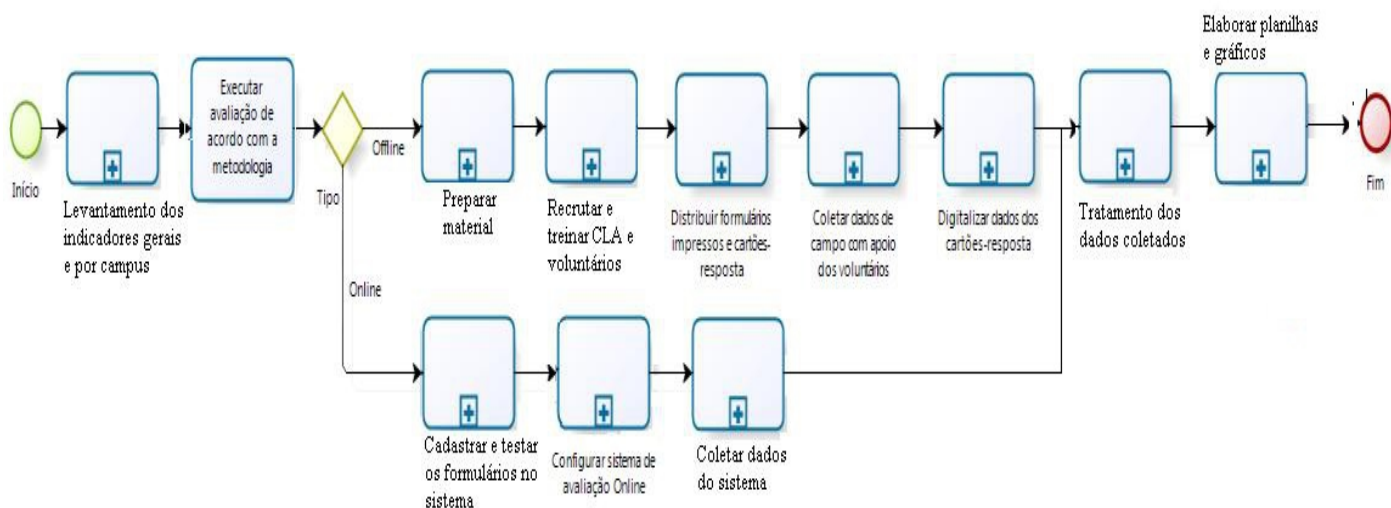 Elaborar planilhas
e gráficos
Executar
avaliação de
acordo com a
metodologia
Início
Levantamento dos
indicadores gerais
e por campus
Tipo
Offline
Preparar
material
Recrutar e
treinar CLA e
voluntários
Distribuir formulários
impressos e cartões-
resposta
Coletar dados de
campo com apoio
dos voluntários
Digitalizar dados dos
cartões-resposta
Tratamento dos
dados coletados
Fim
Online
Cadastrar e testar
os formulários no
sistema
Configurar sistema de
avaliação Online
Coletar dados
do sistema